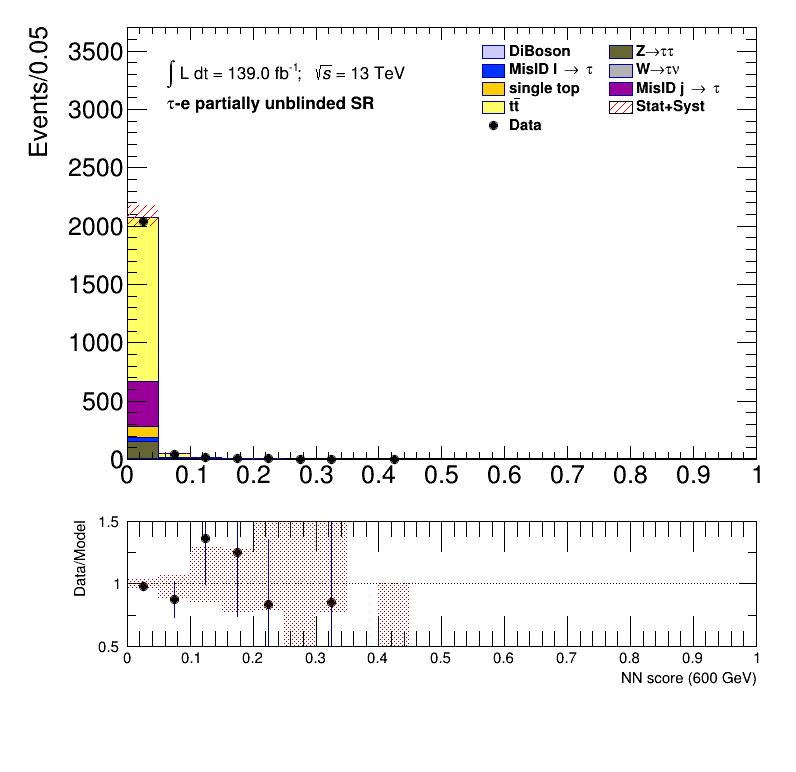 Events/0.05
3500
3000
2500
2000
1500
1000
500
0
∫ L dt = 139.0 fb⁻¹; √s = 13 TeV
τ-e partially unblinded SR
DiBoson
MisID l → τ
single top
tt̄
Data
Z→ττ
W→τν
MisID j → τ
Stat+Syst
0 0.1 0.2 0.3 0.4 0.5 0.6 0.7 0.8 0.9 1
Data/Model
1.5
1
0.5
0 0.1 0.2 0.3 0.4 0.5 0.6 0.7 0.8 0.9 1
NN score (600 GeV)